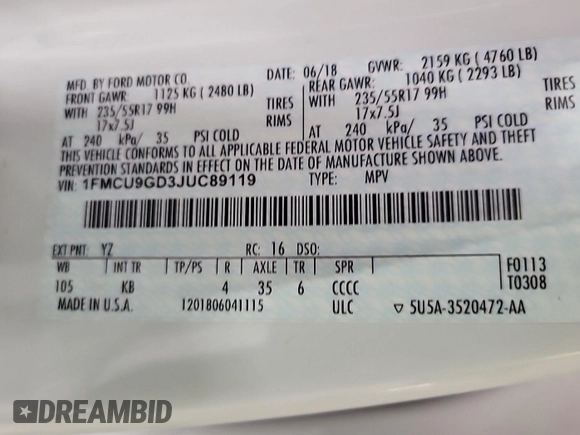 MFD. BY FORD MOTOR CO.
DATE: 06/18 GVWR: 2159 KG ( 4760 LB)
FRONT GAWR: 1125 KG ( 2480 LB) REAR GAWR: 1040 KG ( 2293 LB)
WITH 235/55R17 99H TIRES WITH 235/55R17 99H TIRES
17x7.5J RIMS 17x7.5J RIMS
AT 240 kPa/ 35 PSI COLD AT 240 kPa/ 35 PSI COLD
THIS VEHICLE CONFORMS TO ALL APPLICABLE FEDERAL MOTOR VEHICLE SAFETY AND THEFT
PREVENTION STANDARDS IN EFFECT ON THE DATE OF MANUFACTURE SHOWN ABOVE.
VIN: 1FMCU9GD3JUC89119 TYPE: MPV
EXT PNT: YZ RC: 16 DSO:
WB INT TR TP/PS R AXLE TR SPR F0113
105 KB 4 35 6 CCCC T0308
MADE IN U.S.A. 1201806041115 ULC ▽ 5U5A-3520472-AA
DREAMBID